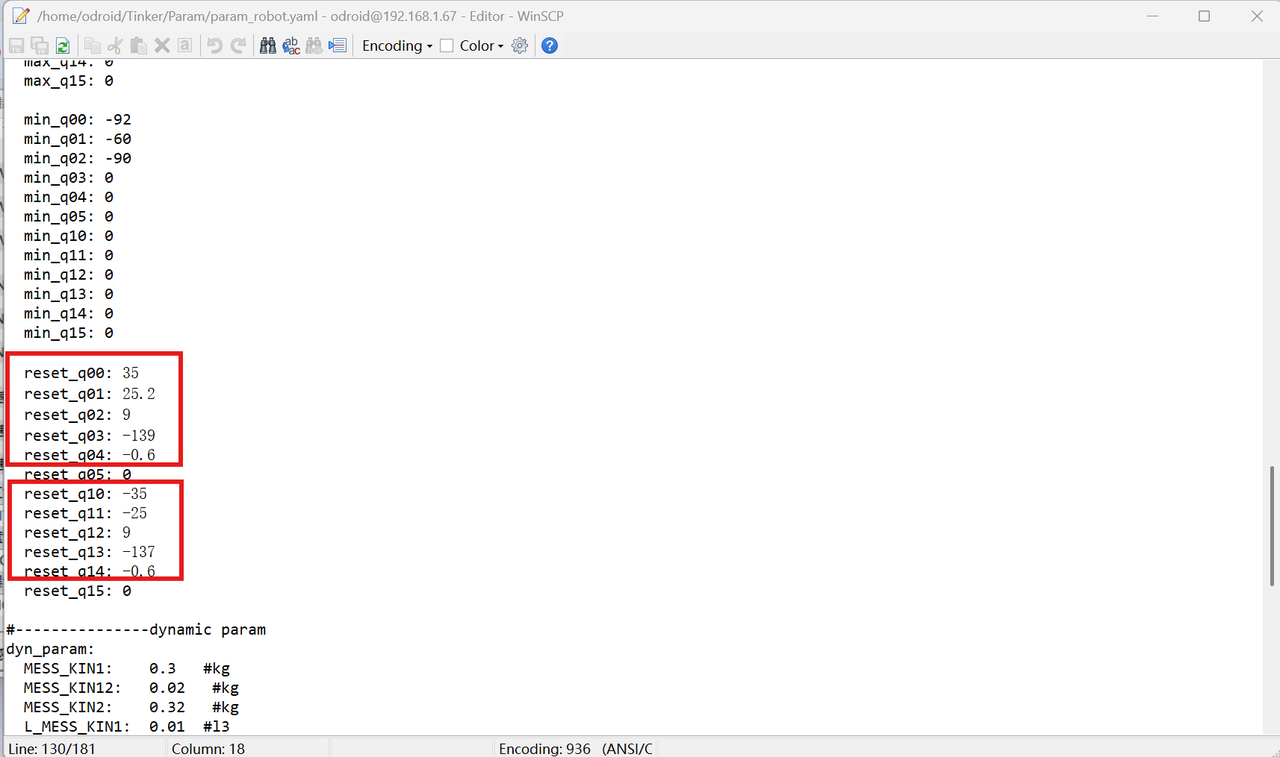 /home/odroid/Tinker/Param/param_robot.yaml - odroid@192.168.1.67 - Editor - WinSCP
Encoding Color
max_q14: 0
max_q15: 0
min_q00: -92
min_q01: -60
min_q02: -90
min_q03: 0
min_q04: 0
min_q05: 0
min_q10: 0
min_q11: 0
min_q12: 0
min_q13: 0
min_q14: 0
min_q15: 0
reset_q00: 35
reset_q01: 25.2
reset_q02: 9
reset_q03: -139
reset_q04: -0.6
reset_q05: 0
reset_q10: -35
reset_q11: -25
reset_q12: 9
reset_q13: -137
reset_q14: -0.6
reset_q15: 0
#---------------dynamic param
dyn_param:
MESS_KIN1: 0.3 #kg
MESS_KIN12: 0.02 #kg
MESS_KIN2: 0.32 #kg
L_MESS_KIN1: 0.01 #l3
Line: 130/181 Column: 18 Encoding: 936 (ANSI/C